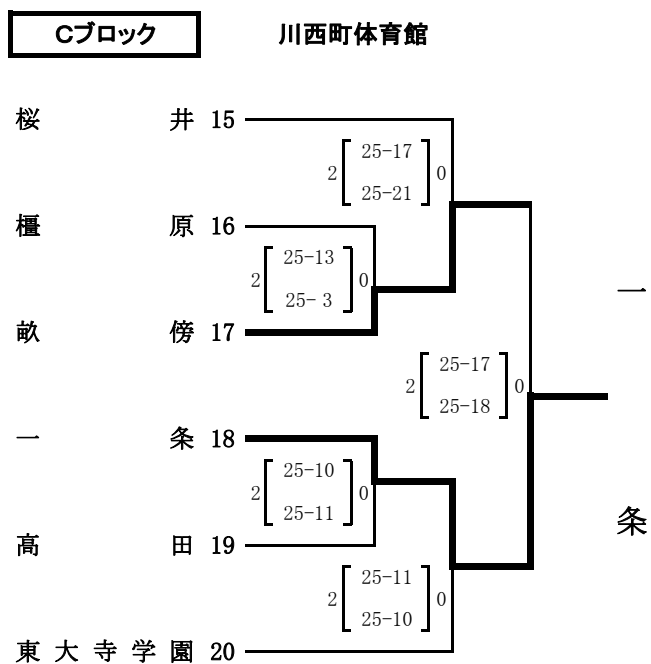 Cブロック 川西町体育館
桜井 15
25-17
2 0
25-21
橿原 16
25-13
2 0
25- 3
一
畝傍 17
25-17
2 0
25-18
一条 18
25-10
2 0
25-11
条
高田 19
25-11
2 0
25-10
東大寺学園 20